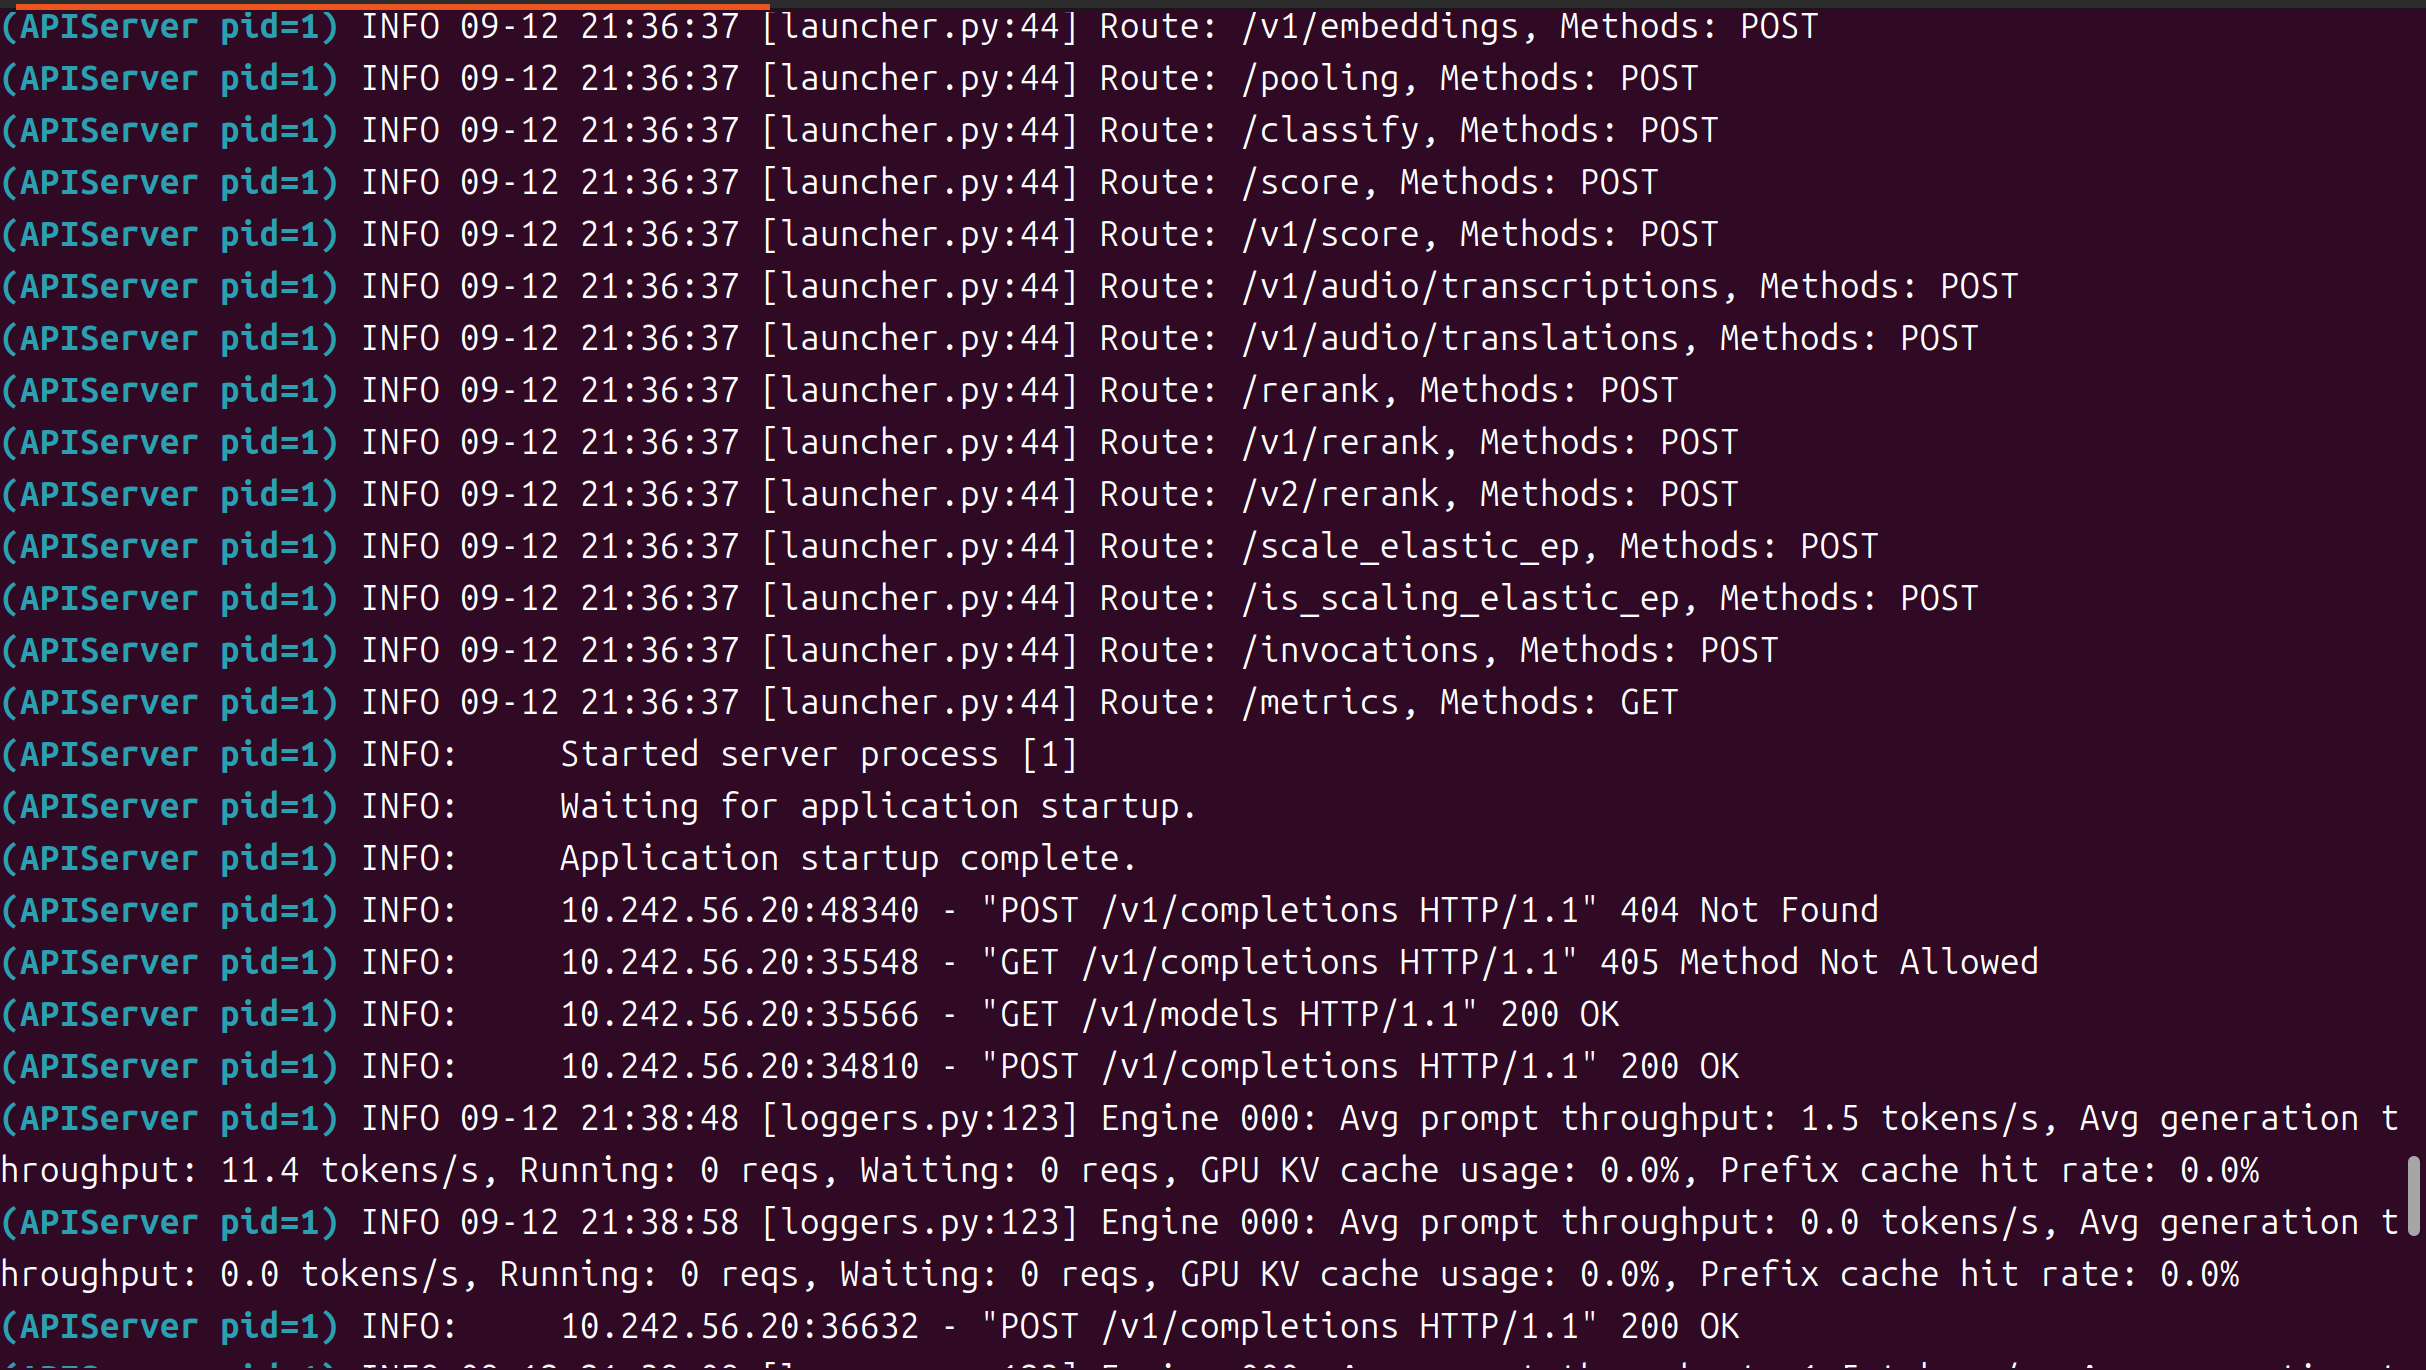 (APIServer pid=1) INFO 09-12 21:36:37 [launcher.py:44] Route: /v1/embeddings, Methods: POST
(APIServer pid=1) INFO 09-12 21:36:37 [launcher.py:44] Route: /pooling, Methods: POST
(APIServer pid=1) INFO 09-12 21:36:37 [launcher.py:44] Route: /classify, Methods: POST
(APIServer pid=1) INFO 09-12 21:36:37 [launcher.py:44] Route: /score, Methods: POST
(APIServer pid=1) INFO 09-12 21:36:37 [launcher.py:44] Route: /v1/score, Methods: POST
(APIServer pid=1) INFO 09-12 21:36:37 [launcher.py:44] Route: /v1/audio/transcriptions, Methods: POST
(APIServer pid=1) INFO 09-12 21:36:37 [launcher.py:44] Route: /v1/audio/translations, Methods: POST
(APIServer pid=1) INFO 09-12 21:36:37 [launcher.py:44] Route: /rerank, Methods: POST
(APIServer pid=1) INFO 09-12 21:36:37 [launcher.py:44] Route: /v1/rerank, Methods: POST
(APIServer pid=1) INFO 09-12 21:36:37 [launcher.py:44] Route: /v2/rerank, Methods: POST
(APIServer pid=1) INFO 09-12 21:36:37 [launcher.py:44] Route: /scale_elastic_ep, Methods: POST
(APIServer pid=1) INFO 09-12 21:36:37 [launcher.py:44] Route: /is_scaling_elastic_ep, Methods: POST
(APIServer pid=1) INFO 09-12 21:36:37 [launcher.py:44] Route: /invocations, Methods: POST
(APIServer pid=1) INFO 09-12 21:36:37 [launcher.py:44] Route: /metrics, Methods: GET
(APIServer pid=1) INFO:     Started server process [1]
(APIServer pid=1) INFO:     Waiting for application startup.
(APIServer pid=1) INFO:     Application startup complete.
(APIServer pid=1) INFO:     10.242.56.20:48340 - "POST /v1/completions HTTP/1.1" 404 Not Found
(APIServer pid=1) INFO:     10.242.56.20:35548 - "GET /v1/completions HTTP/1.1" 405 Method Not Allowed
(APIServer pid=1) INFO:     10.242.56.20:35566 - "GET /v1/models HTTP/1.1" 200 OK
(APIServer pid=1) INFO:     10.242.56.20:34810 - "POST /v1/completions HTTP/1.1" 200 OK
(APIServer pid=1) INFO 09-12 21:38:48 [loggers.py:123] Engine 000: Avg prompt throughput: 1.5 tokens/s, Avg generation t
hroughput: 11.4 tokens/s, Running: 0 reqs, Waiting: 0 reqs, GPU KV cache usage: 0.0%, Prefix cache hit rate: 0.0%
(APIServer pid=1) INFO 09-12 21:38:58 [loggers.py:123] Engine 000: Avg prompt throughput: 0.0 tokens/s, Avg generation t
hroughput: 0.0 tokens/s, Running: 0 reqs, Waiting: 0 reqs, GPU KV cache usage: 0.0%, Prefix cache hit rate: 0.0%
(APIServer pid=1) INFO:     10.242.56.20:36632 - "POST /v1/completions HTTP/1.1" 200 OK